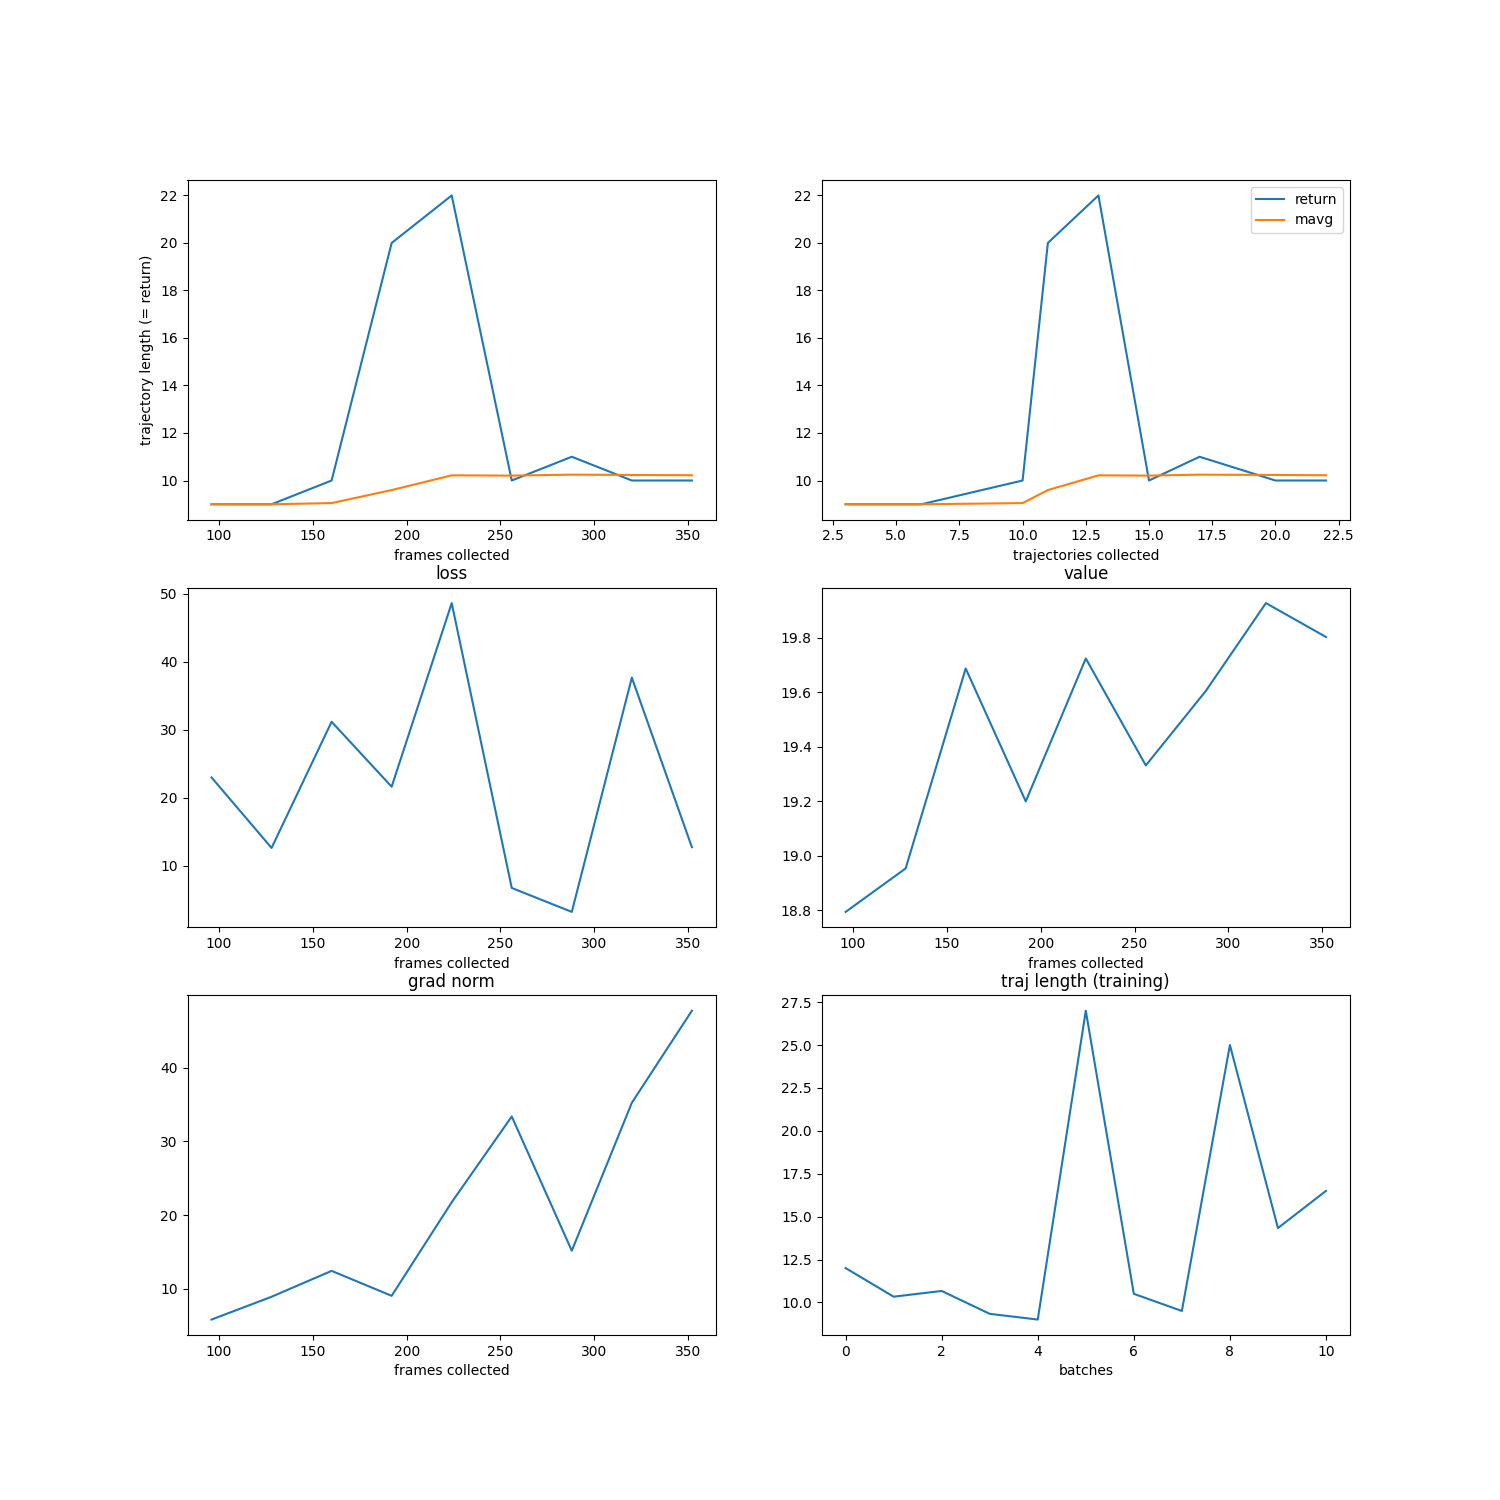 22
20
18
16
14
12
10
trajectory length (= return)
100 150 200 250 300 350
frames collected
return
mavg
22
20
18
16
14
12
10
2.5 5.0 7.5 10.0 12.5 15.0 17.5 20.0 22.5
trajectories collected
loss
50
40
30
20
10
100 150 200 250 300 350
frames collected
value
19.8
19.6
19.4
19.2
19.0
18.8
100 150 200 250 300 350
frames collected
grad norm
40
30
20
10
100 150 200 250 300 350
frames collected
traj length (training)
27.5
25.0
22.5
20.0
17.5
15.0
12.5
10.0
0 2 4 6 8 10
batches